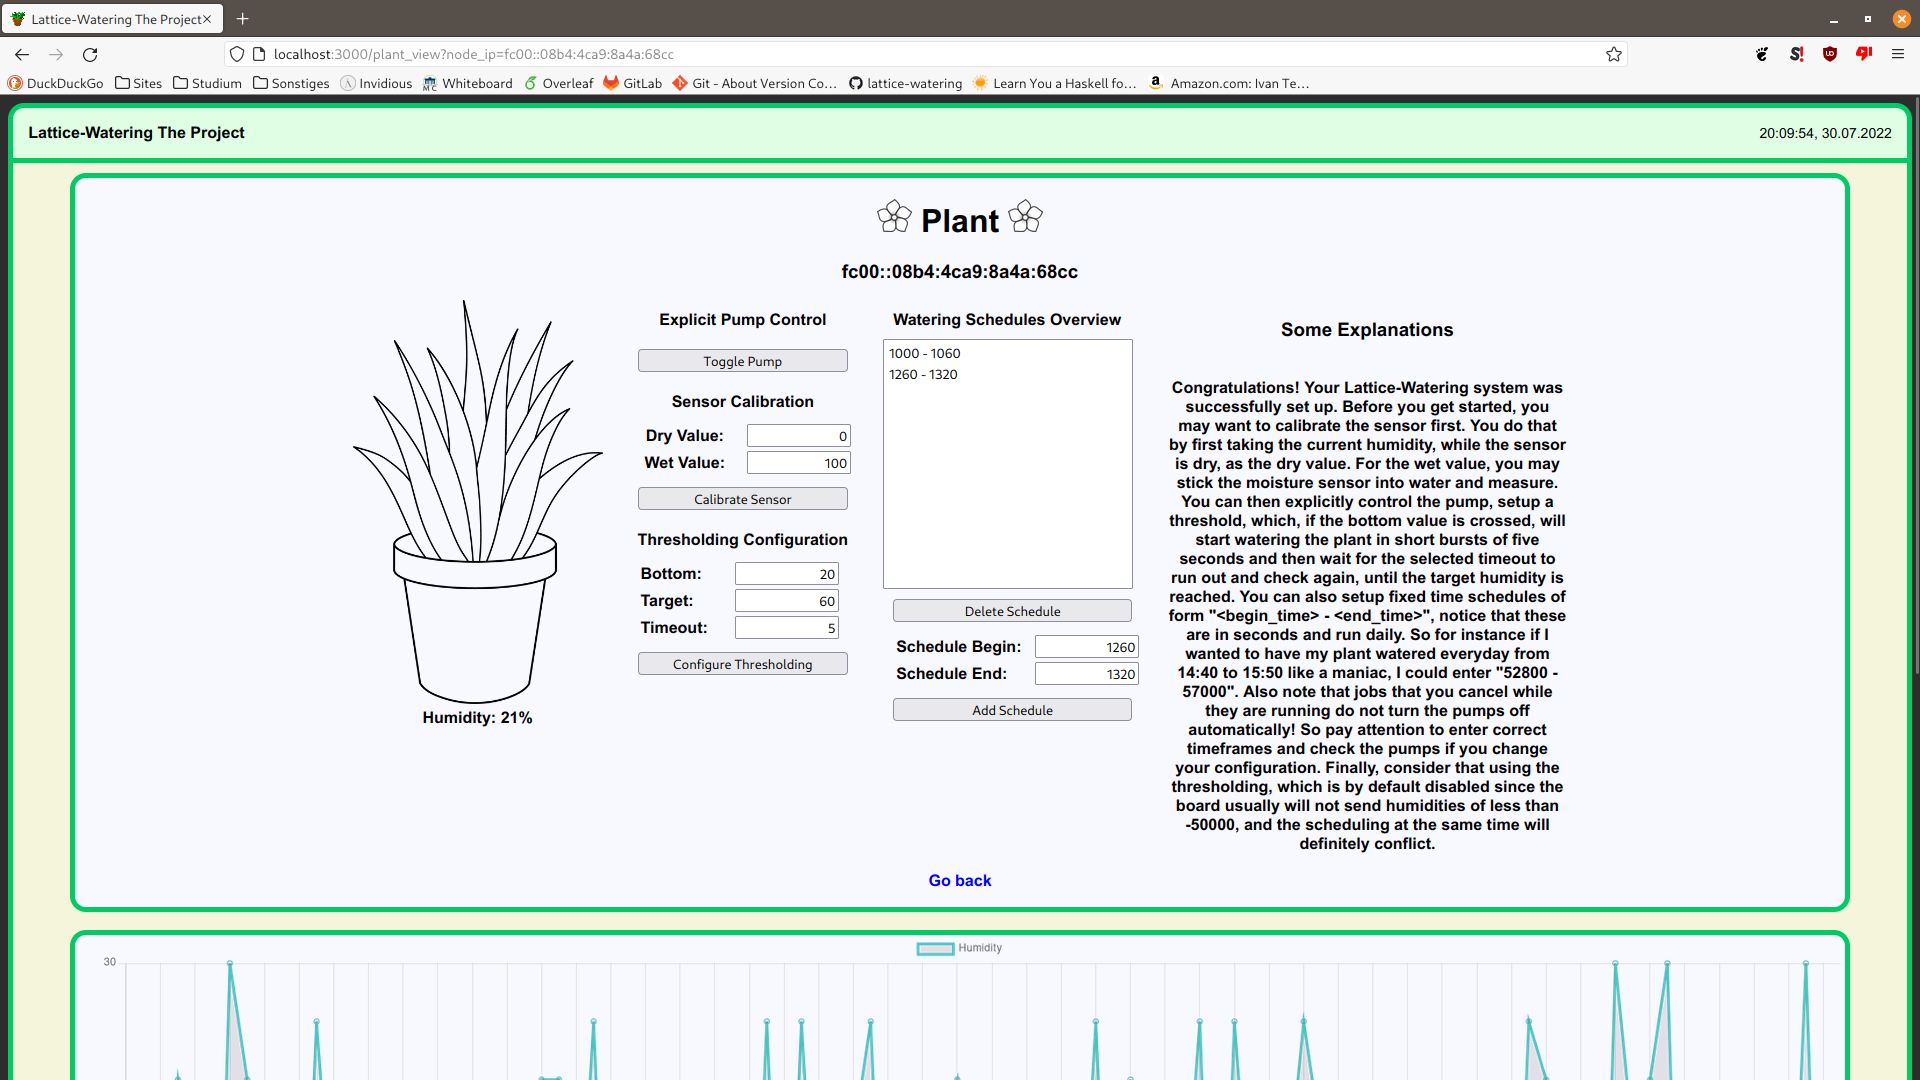 Lattice-Watering The Project
localhost:3000/plant_view?node_ip=fc00::08b4:4ca9:8a4a:68cc
DuckDuckGo Sites Studium Sonstiges Invidious Whiteboard Overleaf GitLab Git - About Version Co… lattice-watering Learn You a Haskell fo… Amazon.com: Ivan Te…
Lattice-Watering The Project
20:09:54, 30.07.2022
Plant
fc00::08b4:4ca9:8a4a:68cc
Humidity: 21%
Explicit Pump Control
Toggle Pump
Sensor Calibration
Dry Value: 0
Wet Value: 100
Calibrate Sensor
Thresholding Configuration
Bottom: 20
Target: 60
Timeout: 5
Configure Thresholding
Watering Schedules Overview
1000 - 1060
1260 - 1320
Delete Schedule
Schedule Begin: 1260
Schedule End: 1320
Add Schedule
Some Explanations
Congratulations! Your Lattice-Watering system was
successfully set up. Before you get started, you
may want to calibrate the sensor first. You do that
by first taking the current humidity, while the sensor
is dry, as the dry value. For the wet value, you may
stick the moisture sensor into water and measure.
You can then explicitly control the pump, setup a
threshold, which, if the bottom value is crossed, will
start watering the plant in short bursts of five
seconds and then wait for the selected timeout to
run out and check again, until the target humidity is
reached. You can also setup fixed time schedules of
form "<begin_time> - <end_time>", notice that these
are in seconds and run daily. So for instance if I
wanted to have my plant watered everyday from
14:40 to 15:50 like a maniac, I could enter "52800 -
57000". Also note that jobs that you cancel while
they are running do not turn the pumps off
automatically! So pay attention to enter correct
timeframes and check the pumps if you change
your configuration. Finally, consider that using the
thresholding, which is by default disabled since the
board usually will not send humidities of less than
-50000, and the scheduling at the same time will
definitely conflict.
Go back
Humidity
30